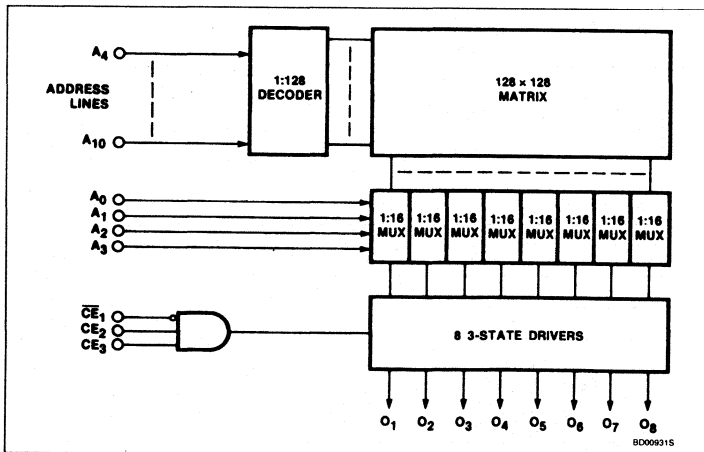 A4
ADDRESS
LINES
A10
1:128
DECODER
128 × 128
MATRIX
A0
A1
A2
A3
1:16
MUX
1:16
MUX
1:16
MUX
1:16
MUX
1:16
MUX
1:16
MUX
1:16
MUX
1:16
MUX
CE1
CE2
CE3
8 3-STATE DRIVERS
O1 O2 O3 O4 O5 O6 O7 O8
BD00931S